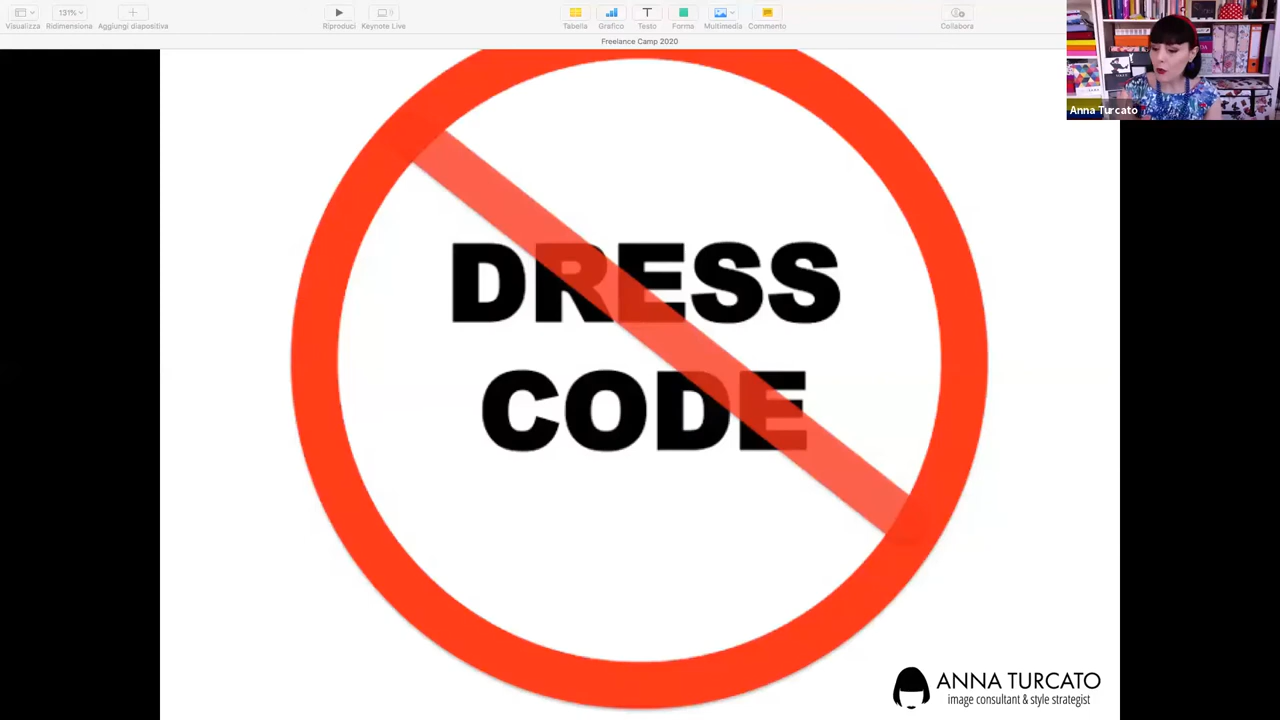 131%
Visualizza
Ridimensiona
Aggiungi diapositiva
Riproduci
Keynote Live
Tabella
Grafico
Testo
Forma
Multimedia
Commento
Collabora
Freelance Camp 2020
Anna Turcato
DRESS
CODE
ANNA TURCATO
image consultant & style strategist